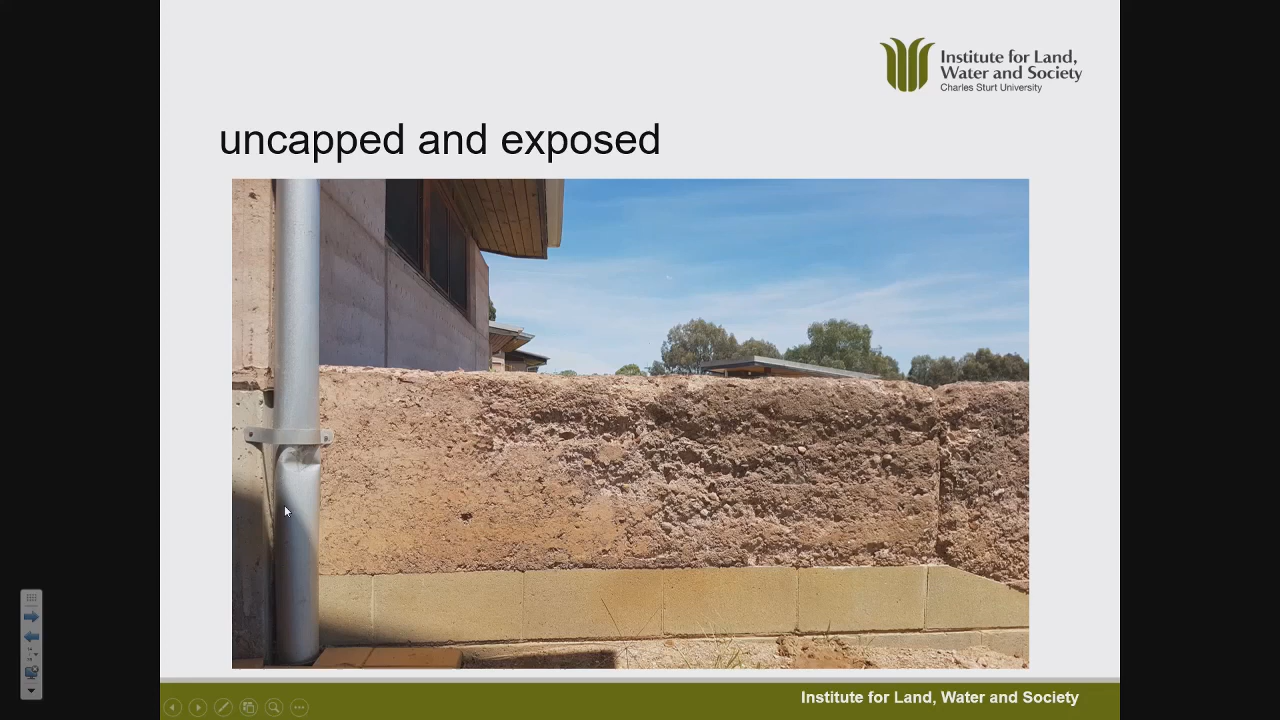 Institute for Land,
Water and Society
Charles Sturt University
uncapped and exposed
Institute for Land, Water and Society